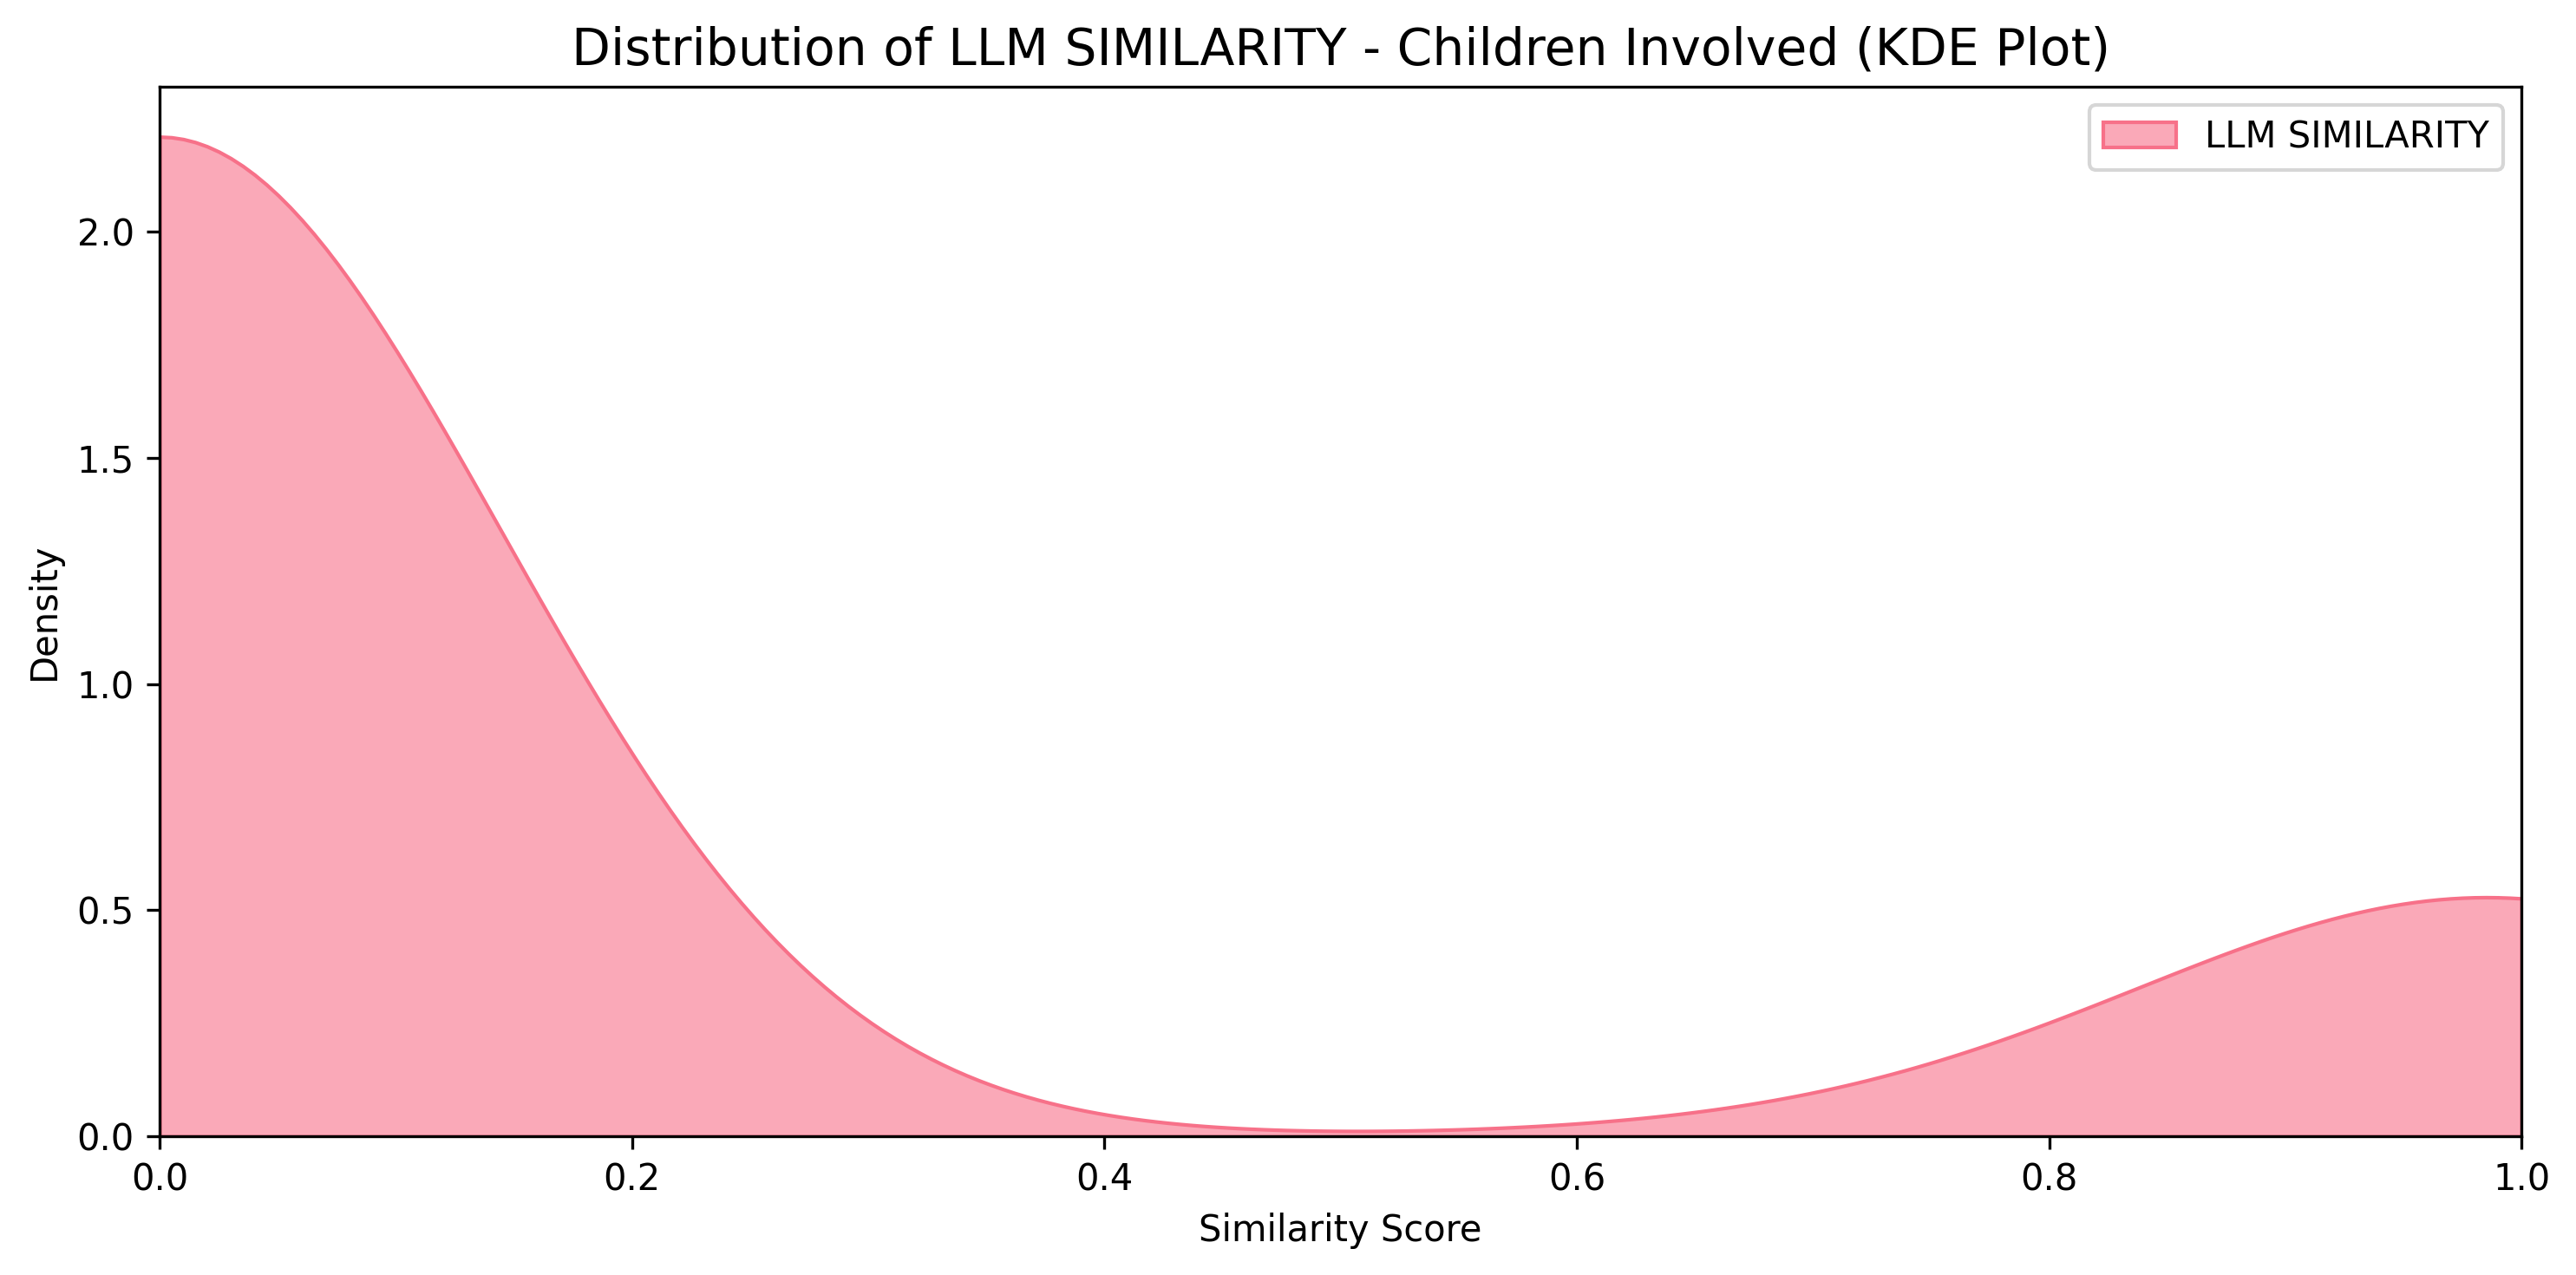 Distribution of LLM SIMILARITY - Children Involved (KDE Plot)
LLM SIMILARITY
Density
2.0
1.5
1.0
0.5
0.0
0.0 0.2 0.4 0.6 0.8 1.0
Similarity Score